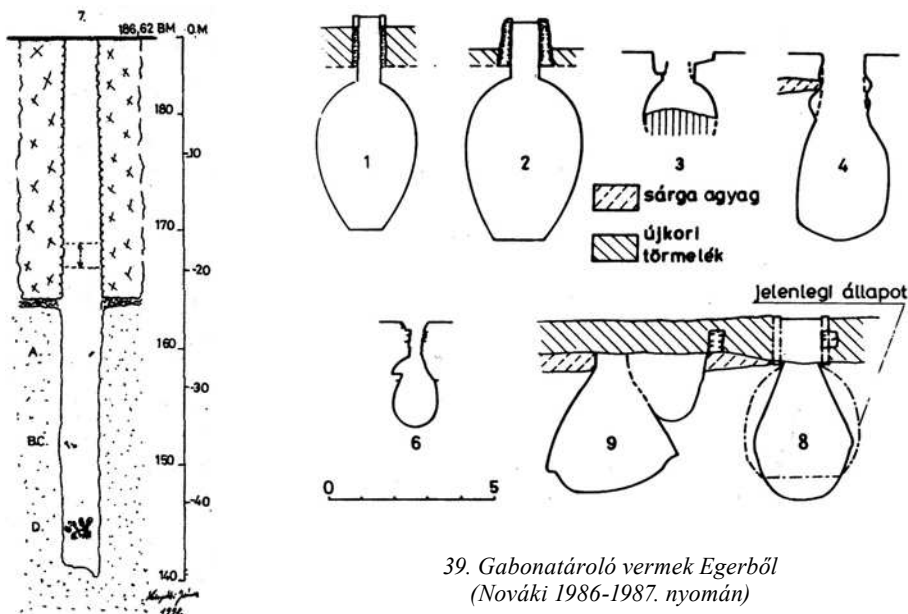 7.
186,62 BM
0.M
180
-10
170
-20
A.
160
-30
B.C.
150
-40
D.
140
1
2
3
4
sárga agyag
újkori
törmelék
jelenlegi állapot
6
9
8
0
5
39. Gabonatároló vermek Egerből
(Nováki 1986-1987. nyomán)